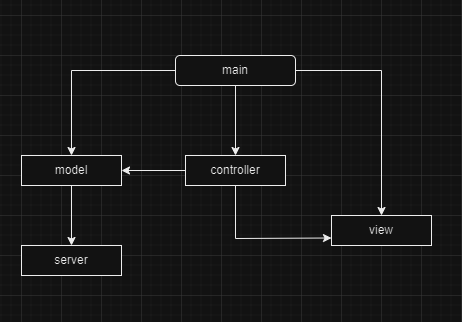 main
model
controller
view
server